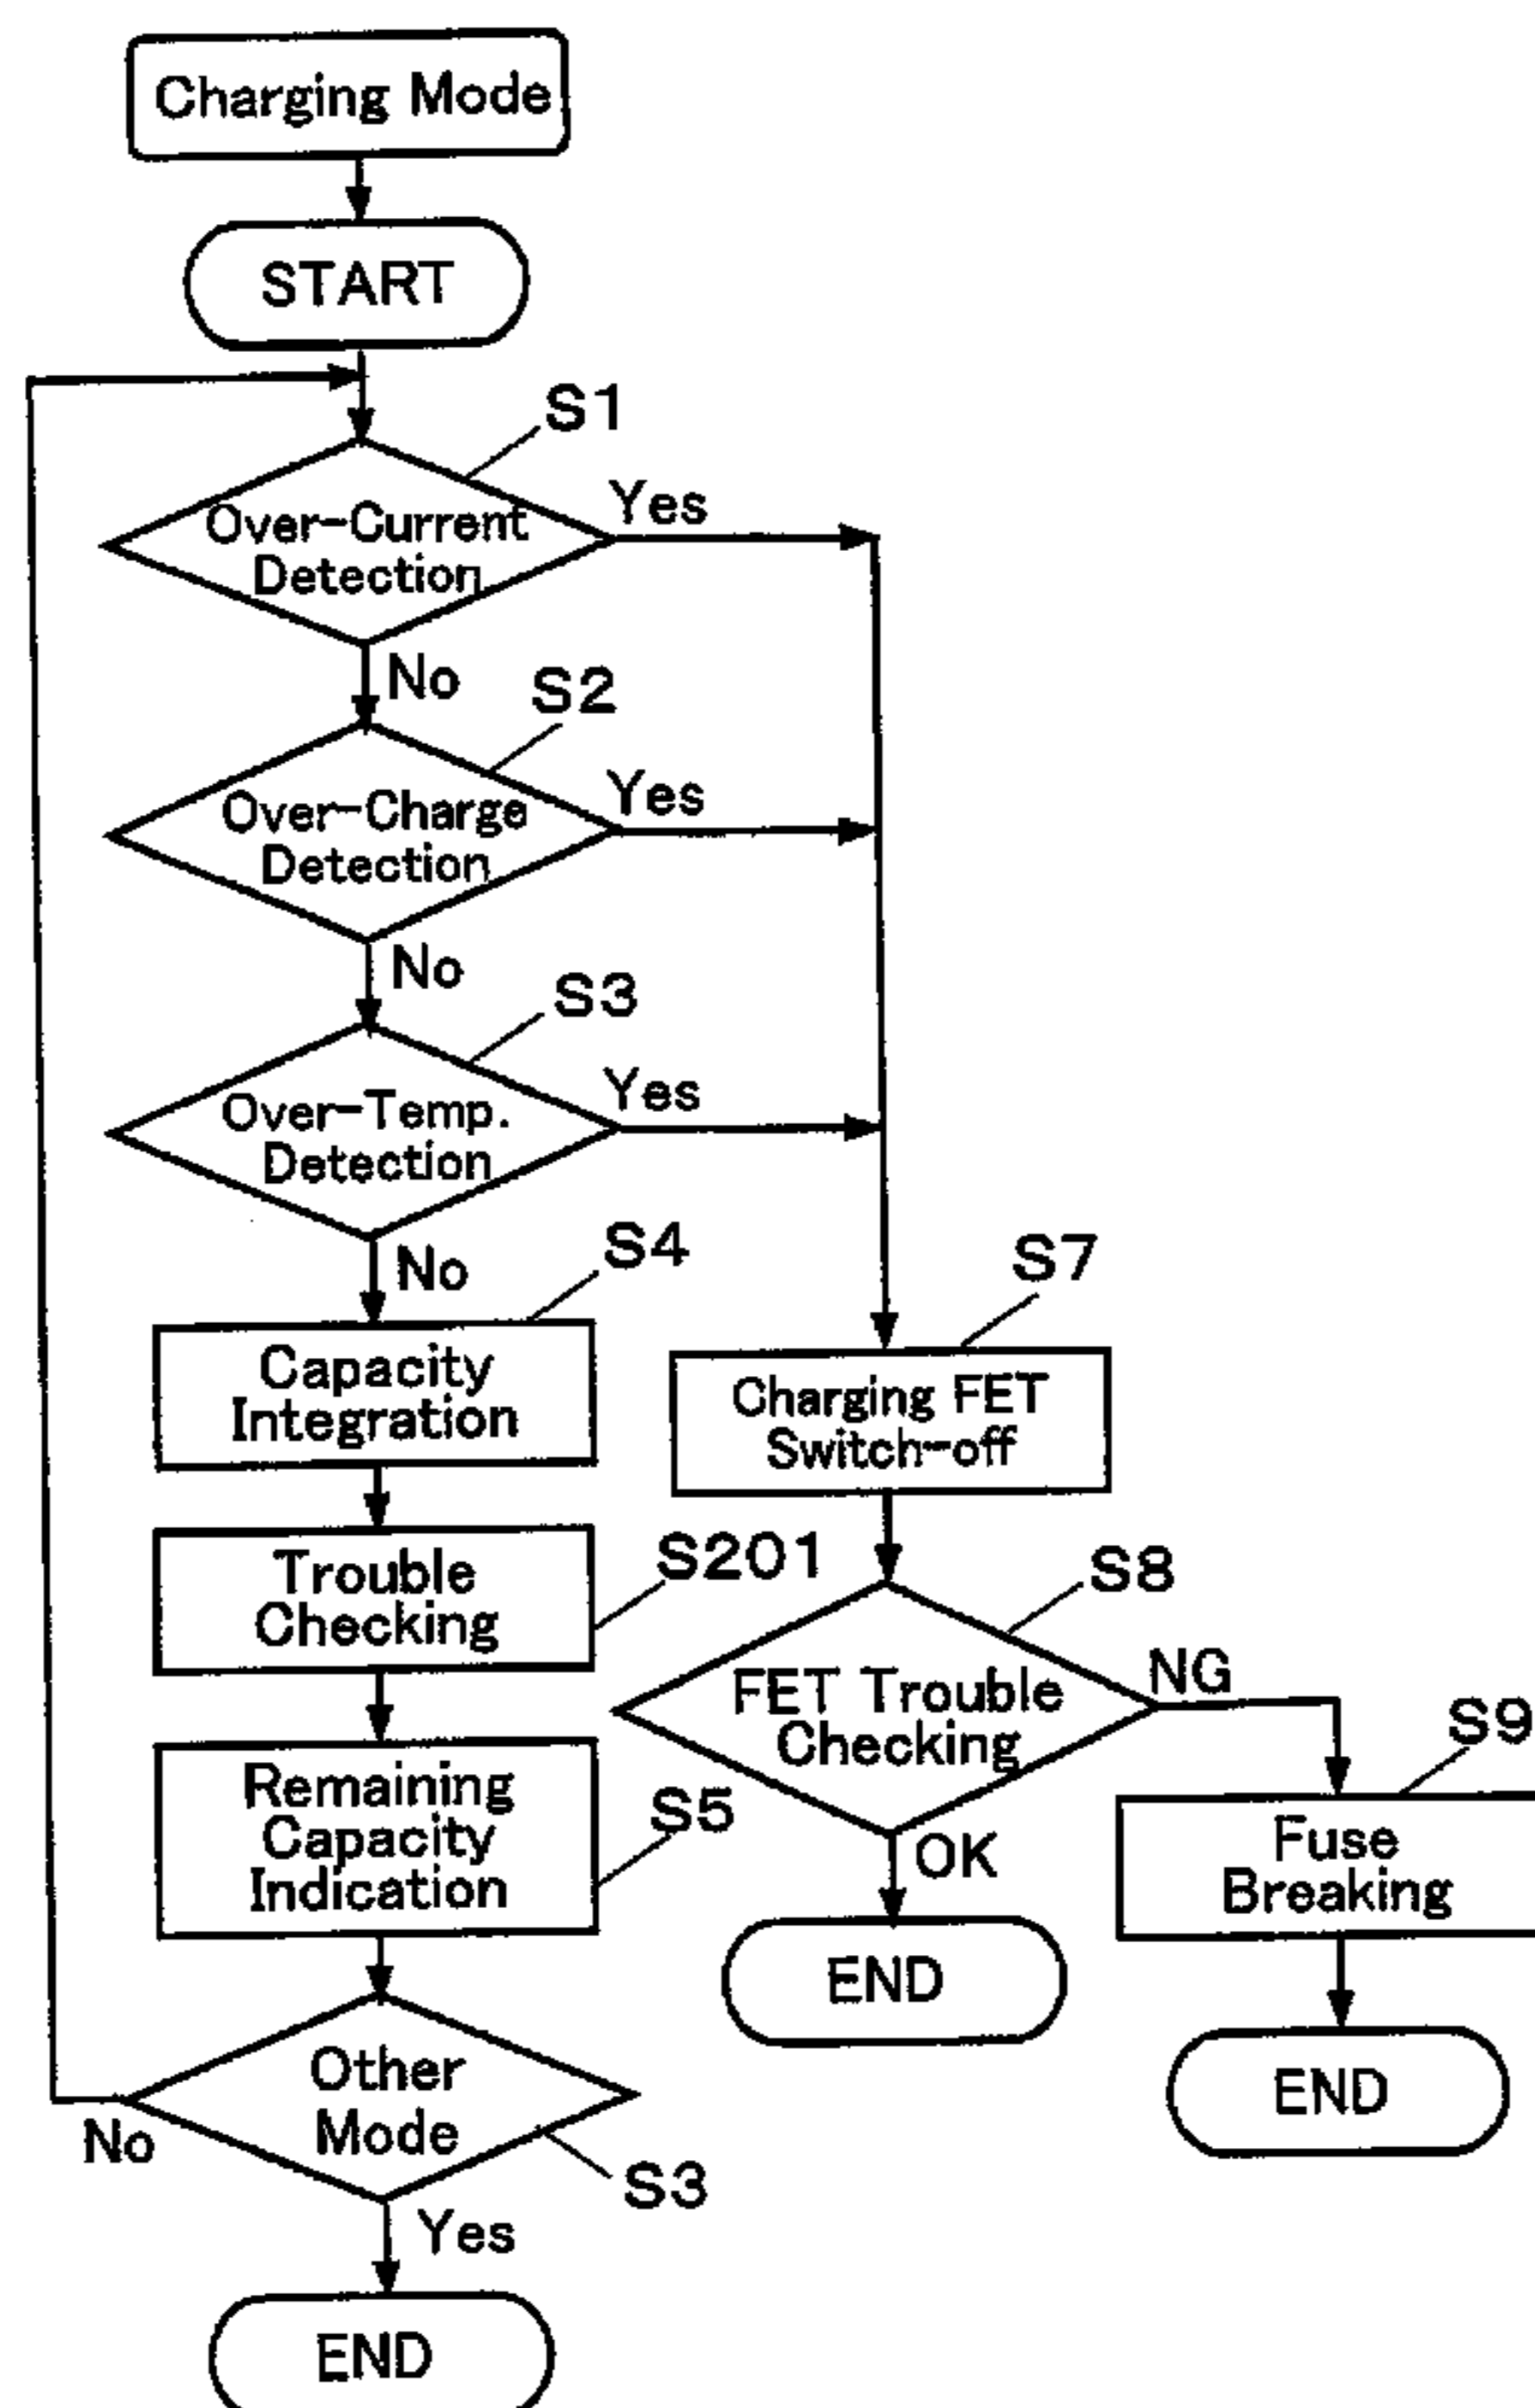 Charging Mode
START
S1
Over-Current
Detection
Yes
No
S2
Over-Charge
Detection
Yes
No
S3
Over-Temp.
Detection
Yes
No
S4
Capacity
Integration
S7
Charging FET
Switch-off
S201
Trouble
Checking
S8
FET Trouble
Checking
NG
OK
S9
Fuse
Breaking
S5
Remaining
Capacity
Indication
END
END
Other
Mode
No
S3
Yes
END